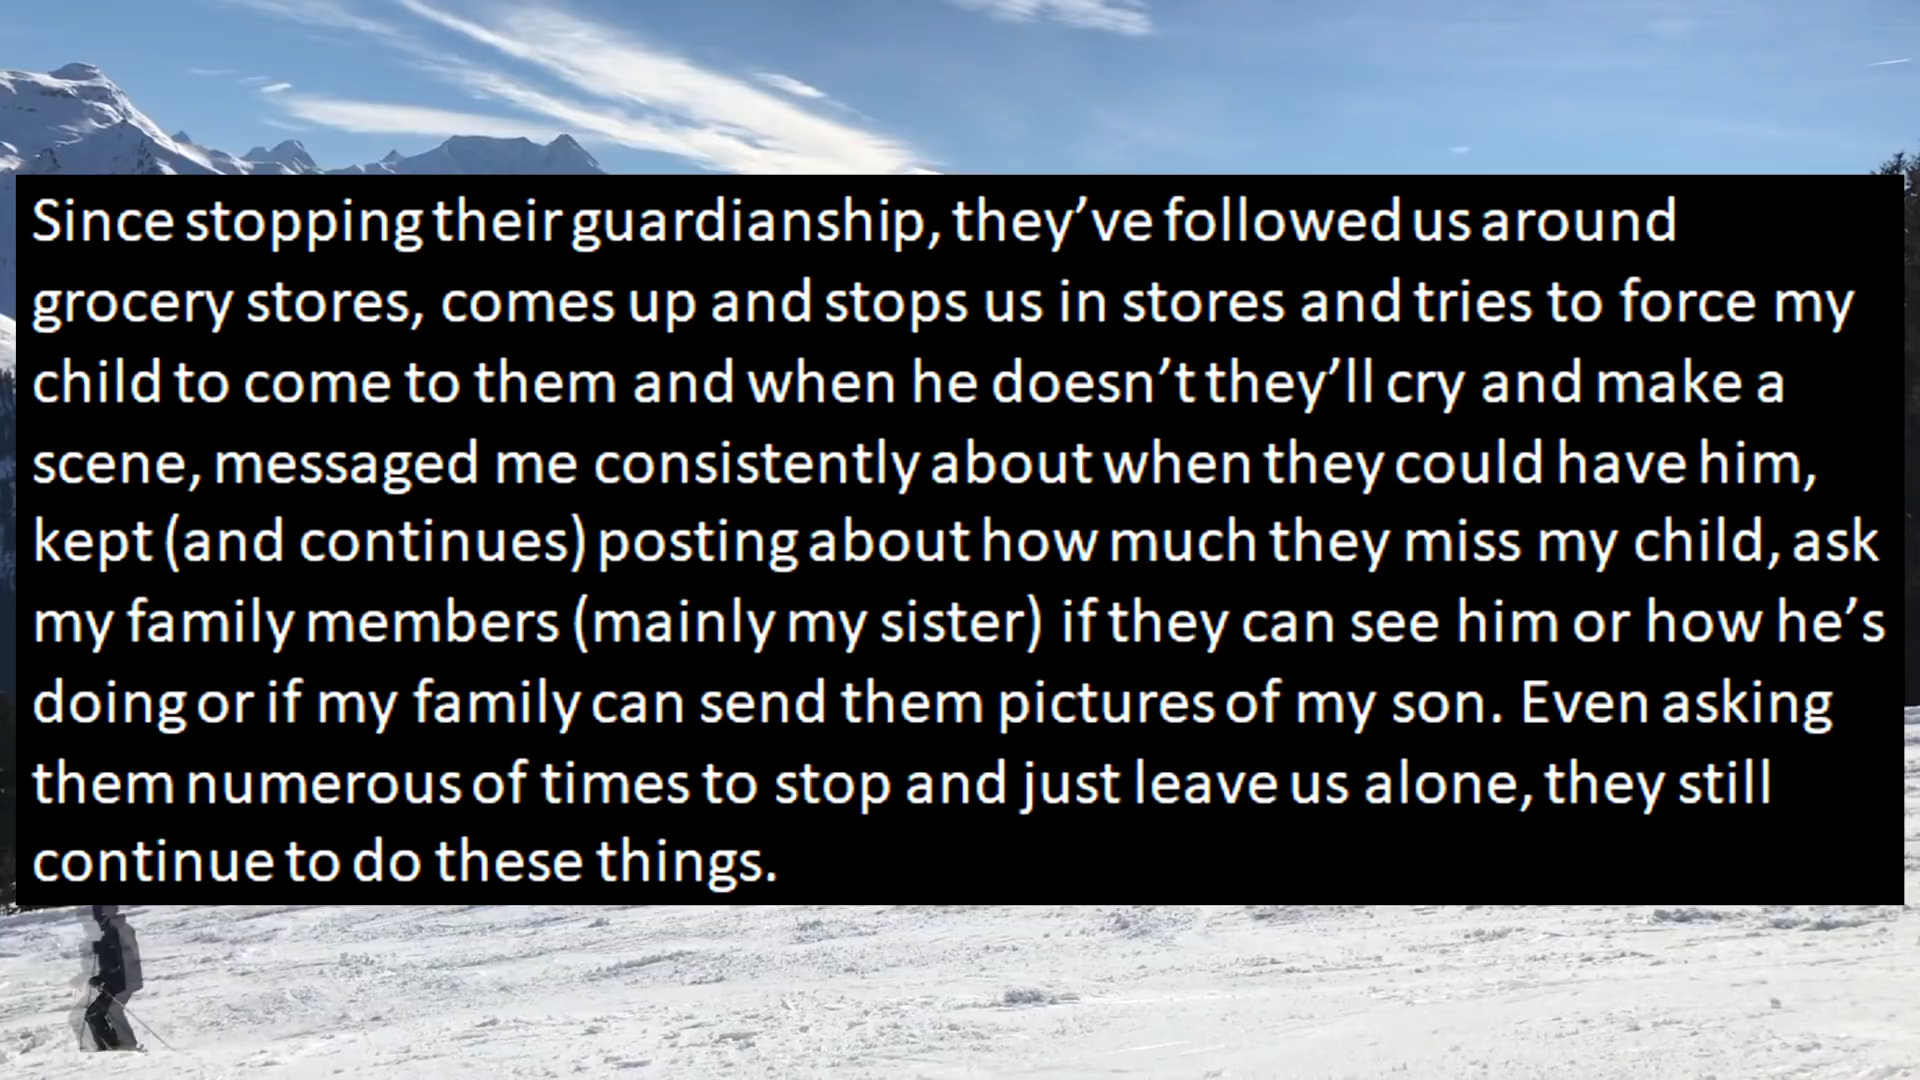 Since stopping their guardianship, they’ve followed us around
grocery stores, comes up and stops us in stores and tries to force my
child to come to them and when he doesn’t they’ll cry and make a
scene, messaged me consistently about when they could have him,
kept (and continues) posting about how much they miss my child, ask
my family members (mainly my sister) if they can see him or how he’s
doing or if my family can send them pictures of my son. Even asking
them numerous of times to stop and just leave us alone, they still
continue to do these things.